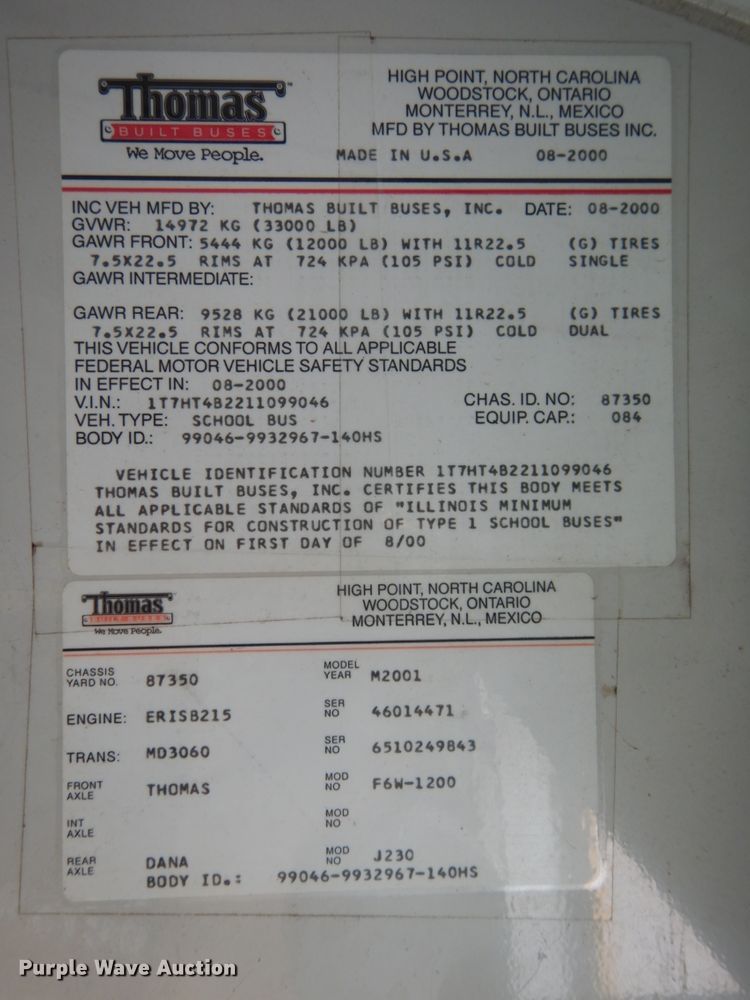 Thomas
BUILT BUSES
We Move People.
HIGH POINT, NORTH CAROLINA
WOODSTOCK, ONTARIO
MONTERREY, N.L., MEXICO
MFD BY THOMAS BUILT BUSES INC.
MADE IN U.S.A 08-2000
INC VEH MFD BY: THOMAS BUILT BUSES, INC. DATE: 08-2000
GVWR: 14972 KG (33000 LB)
GAWR FRONT: 5444 KG (12000 LB) WITH 11R22.5 (G) TIRES
7.5X22.5 RIMS AT 724 KPA (105 PSI) COLD SINGLE
GAWR INTERMEDIATE:
GAWR REAR: 9528 KG (21000 LB) WITH 11R22.5 (G) TIRES
7.5X22.5 RIMS AT 724 KPA (105 PSI) COLD DUAL
THIS VEHICLE CONFORMS TO ALL APPLICABLE
FEDERAL MOTOR VEHICLE SAFETY STANDARDS
IN EFFECT IN: 08-2000
V.I.N.: 1T7HT4B2211099046 CHAS. ID. NO: 87350
VEH. TYPE: SCHOOL BUS - EQUIP. CAP.: 084
BODY ID.: 99046-9932967-140HS
VEHICLE IDENTIFICATION NUMBER 1T7HT4B2211099046
THOMAS BUILT BUSES, INC. CERTIFIES THIS BODY MEETS
ALL APPLICABLE STANDARDS OF "ILLINOIS MINIMUM
STANDARDS FOR CONSTRUCTION OF TYPE 1 SCHOOL BUSES"
IN EFFECT ON FIRST DAY OF 8/00
Thomas
BUILT BUSES
We Move People.
HIGH POINT, NORTH CAROLINA
WOODSTOCK, ONTARIO
MONTERREY, N.L., MEXICO
CHASSIS YARD NO. 87350 MODEL YEAR M2001
ENGINE: ERISB215 SER NO 46014471
TRANS: MD3060 SER NO 6510249843
FRONT AXLE THOMAS MOD NO F6W-1200
INT AXLE MOD NO
REAR AXLE DANA MOD NO J230
BODY ID.: 99046-9932967-140HS
Purple Wave Auction